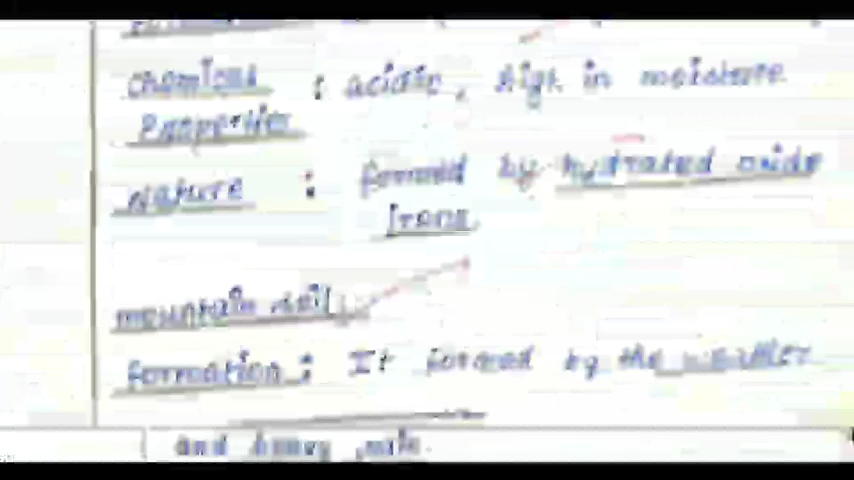 chemical : acidic, high in moisture.
Properties
Nature : formed by hydrated oxide
Irons
mountain soil :
formation : It formed by the weather
and heavy